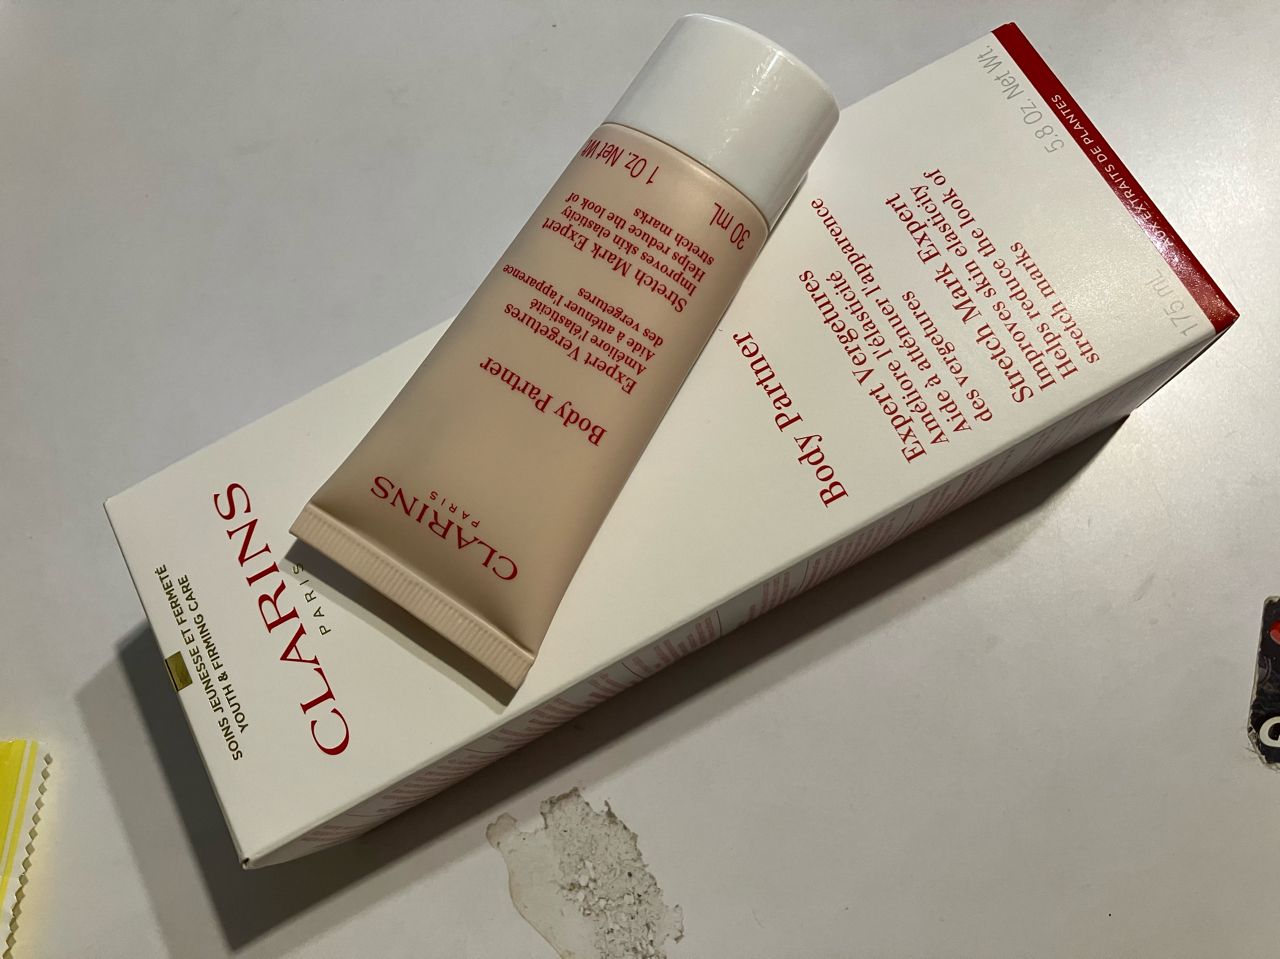 CLARINS
PARIS
Body Partner
Expert Vergetures
Améliore l'élasticité
Aide à atténuer l'apparence
des vergetures
Stretch Mark Expert
Improves skin elasticity
Helps reduce the look of
stretch marks
30 mL
1 Oz. Net Wt.
SOINS JEUNESSE ET FERMETÉ
YOUTH & FIRMING CARE
CLARINS
PARIS
Body Partner
Expert Vergetures
Améliore l'élasticité
Aide à atténuer l'apparence
des vergetures
Stretch Mark Expert
Improves skin elasticity
Helps reduce the look of
stretch marks
175 mL
5.8 Oz. Net Wt.
AUX EXTRAITS DE PLANTES